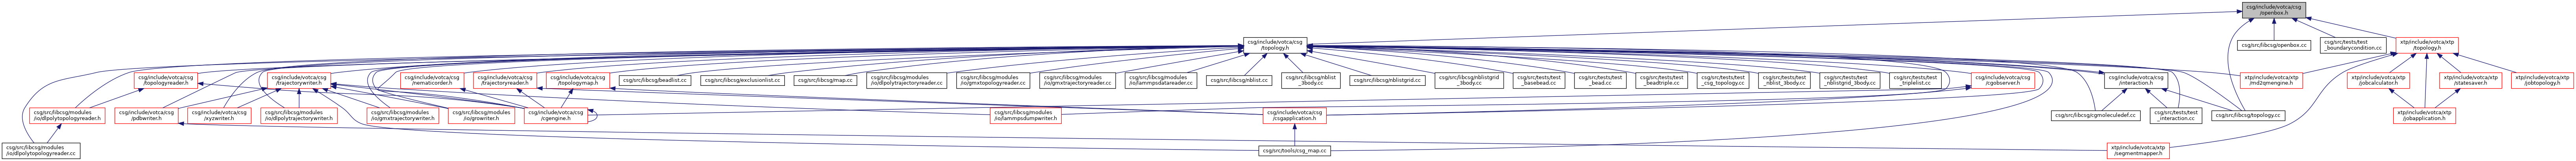 csg/include/votca/csg
/openbox.h
csg/include/votca/csg
/topology.h
csg/src/libcsg/openbox.cc
csg/src/tests/test
_boundarycondition.cc
xtp/include/votca/xtp
/topology.h
csg/include/votca/csg
/topologyreader.h
csg/include/votca/csg
/trajectorywriter.h
csg/include/votca/csg
/nematicorder.h
csg/include/votca/csg
/trajectoryreader.h
csg/include/votca/csg
/topologymap.h
csg/src/libcsg/beadlist.cc
csg/src/libcsg/exclusionlist.cc
csg/src/libcsg/map.cc
csg/src/libcsg/modules
/io/dlpolytrajectoryreader.cc
csg/src/libcsg/modules
/io/gmxtopologyreader.cc
csg/src/libcsg/modules
/io/gmxtrajectoryreader.cc
csg/src/libcsg/modules
/io/lammpsdatareader.cc
csg/src/libcsg/nblist.cc
csg/src/libcsg/nblist
_3body.cc
csg/src/libcsg/nblistgrid.cc
csg/src/libcsg/nblistgrid
_3body.cc
csg/src/tests/test
_basebead.cc
csg/src/tests/test
_bead.cc
csg/src/tests/test
_beadtriple.cc
csg/src/tests/test
_csg_topology.cc
csg/src/tests/test
_nblist_3body.cc
csg/src/tests/test
_nblistgrid_3body.cc
csg/src/tests/test
_triplelist.cc
csg/include/votca/csg
/cgobserver.h
csg/include/votca/csg
/interaction.h
xtp/include/votca/xtp
/md2qmengine.h
xtp/include/votca/xtp
/qmcalculator.h
xtp/include/votca/xtp
/statesaver.h
xtp/include/votca/xtp
/jobtopology.h
csg/src/libcsg/modules
/io/dlpolytopologyreader.h
csg/include/votca/csg
/pdbwriter.h
csg/include/votca/csg
/xyzwriter.h
csg/src/libcsg/modules
/io/dlpolytrajectorywriter.h
csg/src/libcsg/modules
/io/gmxtrajectorywriter.h
csg/src/libcsg/modules
/io/growriter.h
csg/include/votca/csg
/cgengine.h
csg/src/libcsg/modules
/io/lammpsdumpwriter.h
csg/include/votca/csg
/csgapplication.h
csg/src/libcsg/cgmoleculedef.cc
csg/src/tests/test
_interaction.cc
csg/src/libcsg/topology.cc
xtp/include/votca/xtp
/jobapplication.h
csg/src/libcsg/modules
/io/dlpolytopologyreader.cc
csg/src/tools/csg_map.cc
xtp/include/votca/xtp
/segmentmapper.h